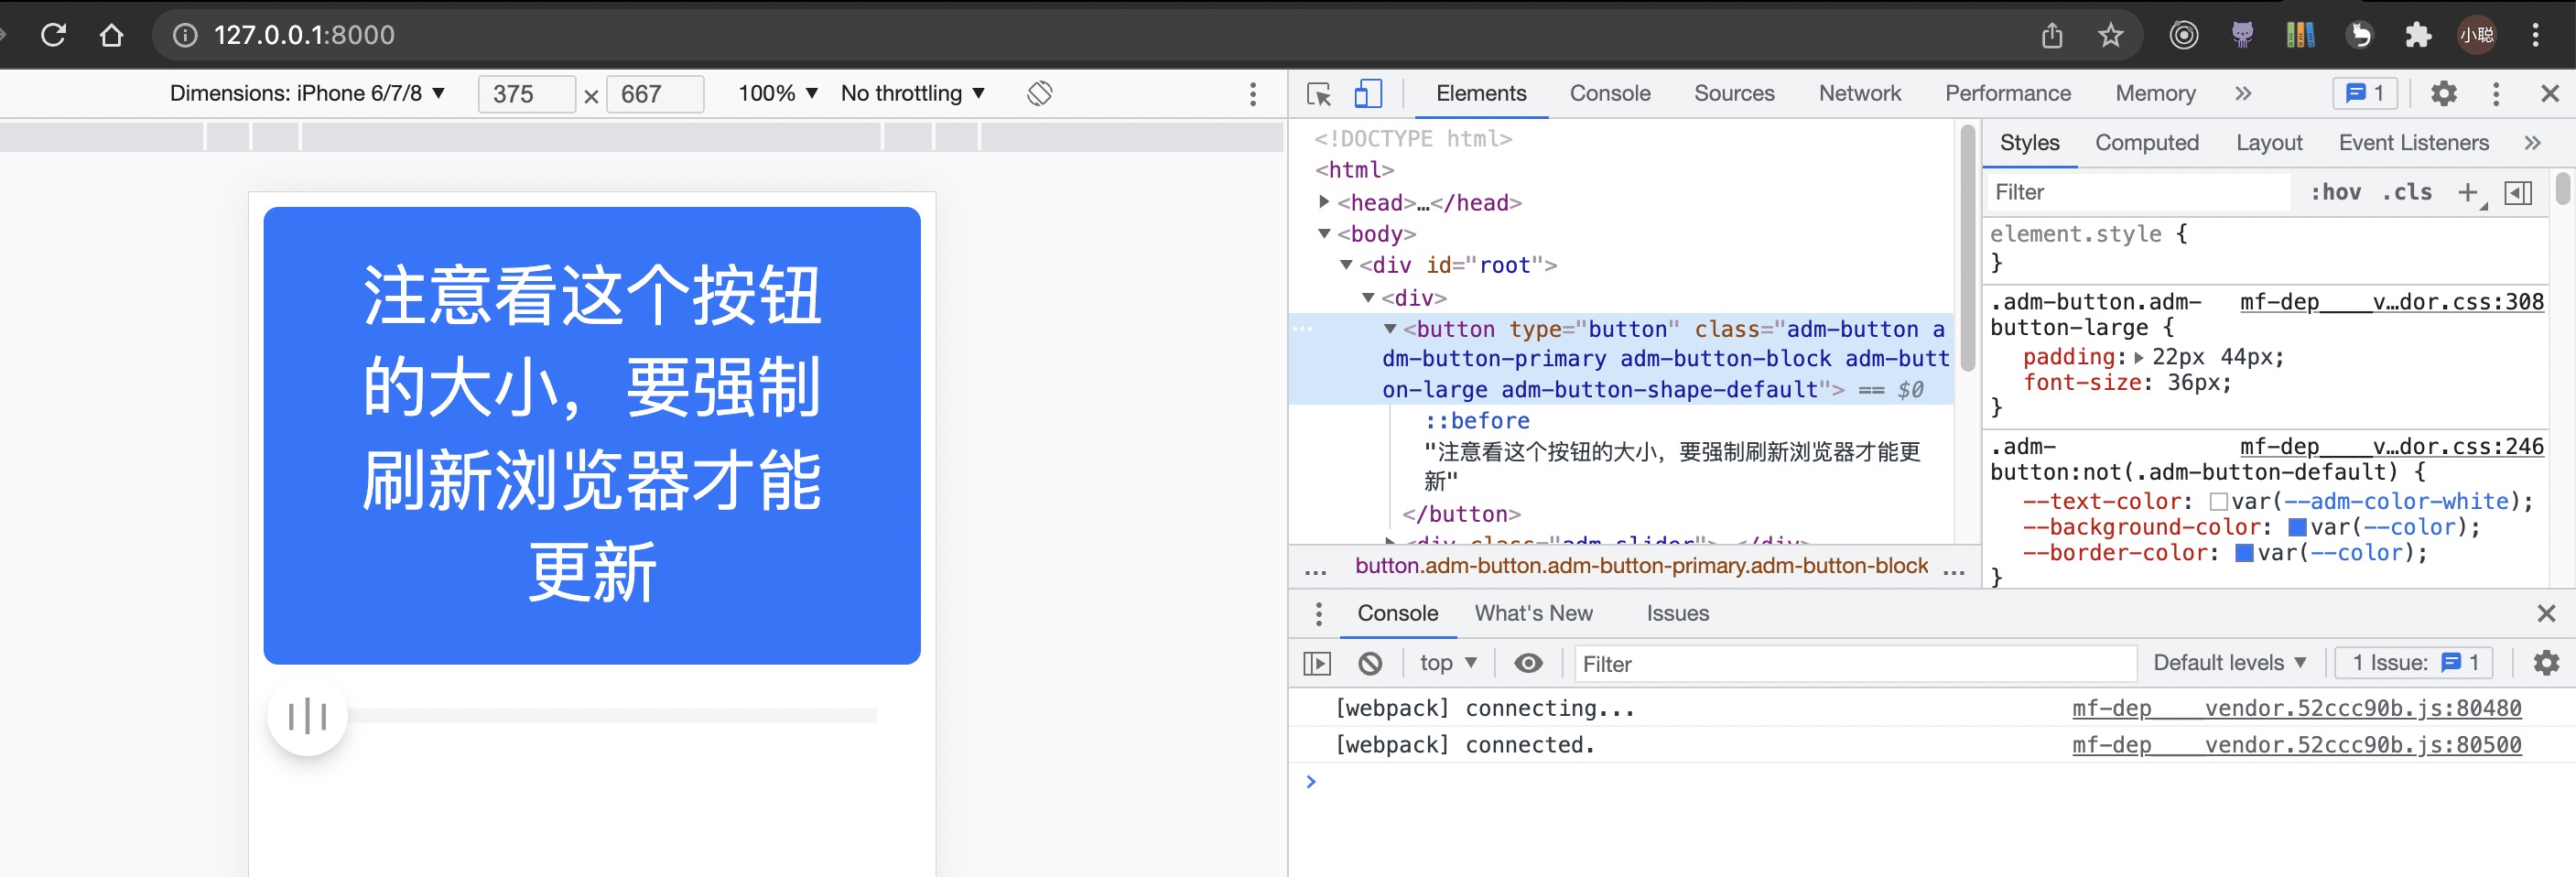 127.0.0.1:8000
小聪
Dimensions: iPhone 6/7/8 ▼ 375 × 667 100% ▼ No throttling ▼
Elements Console Sources Network Performance Memory » 1
注意看这个按钮
的大小，要强制
刷新浏览器才能
更新
<!DOCTYPE html>
<html>
<head>…</head>
<body>
<div id="root">
<div>
<button type="button" class="adm-button a
dm-button-primary adm-button-block adm-butt
on-large adm-button-shape-default"> == $0
::before
"注意看这个按钮的大小，要强制刷新浏览器才能更
新"
</button>
<div class="adm-slider">…</div>
... button.adm-button.adm-button-primary.adm-button-block ...
Styles Computed Layout Event Listeners »
Filter :hov .cls +
element.style {
}
.adm-button.adm- mf-dep____v…dor.css:308
button-large {
padding: 22px 44px;
font-size: 36px;
}
.adm- mf-dep____v…dor.css:246
button:not(.adm-button-default) {
--text-color: var(--adm-color-white);
--background-color: var(--color);
--border-color: var(--color);
}
Console What's New Issues
top ▼ Filter Default levels ▼ 1 Issue: 1
[webpack] connecting... mf-dep____vendor.52ccc90b.js:80480
[webpack] connected. mf-dep____vendor.52ccc90b.js:80500